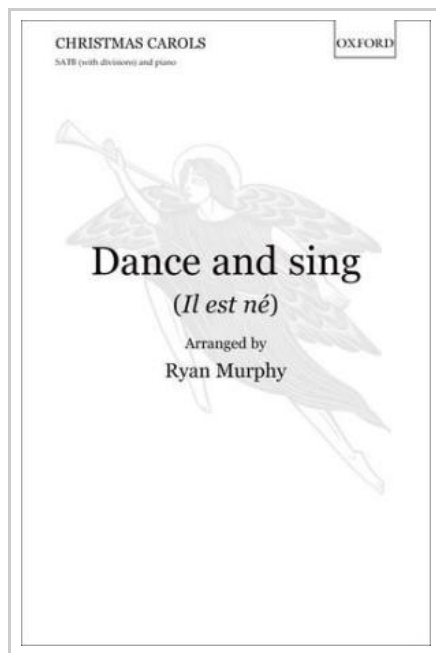 CHRISTMAS CAROLS
OXFORD
SATB (with divisions) and piano
Dance and sing
(Il est né)
Arranged by
Ryan Murphy